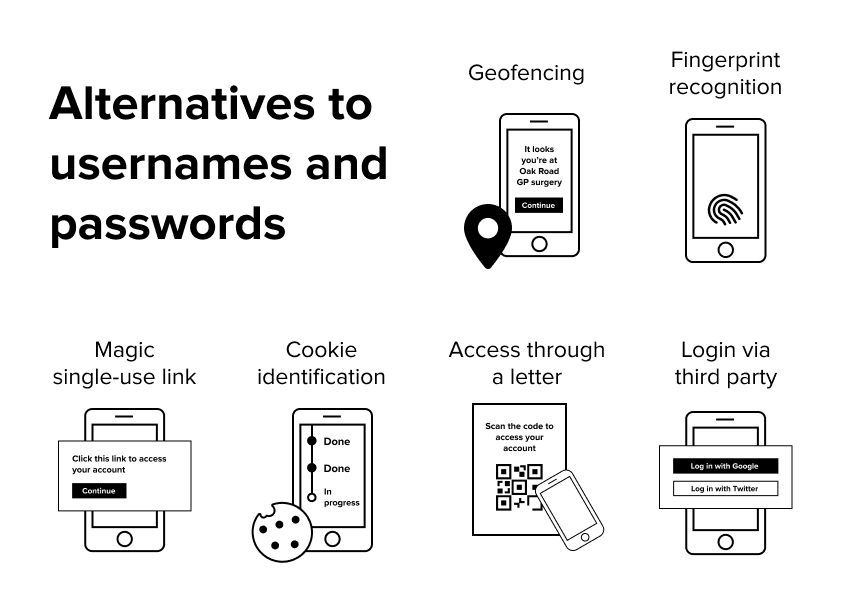 Alternatives to
usernames and
passwords
Geofencing
It looks
you're at
Oak Road
GP surgery
Continue
Fingerprint
recognition
Magic
single-use link
Click this link to access
your account
Continue
Cookie
identification
Done
Done
In
progress
Access through
a letter
Scan the code to
access your
account
Login via
third party
Log in with Google
Log in with Twitter